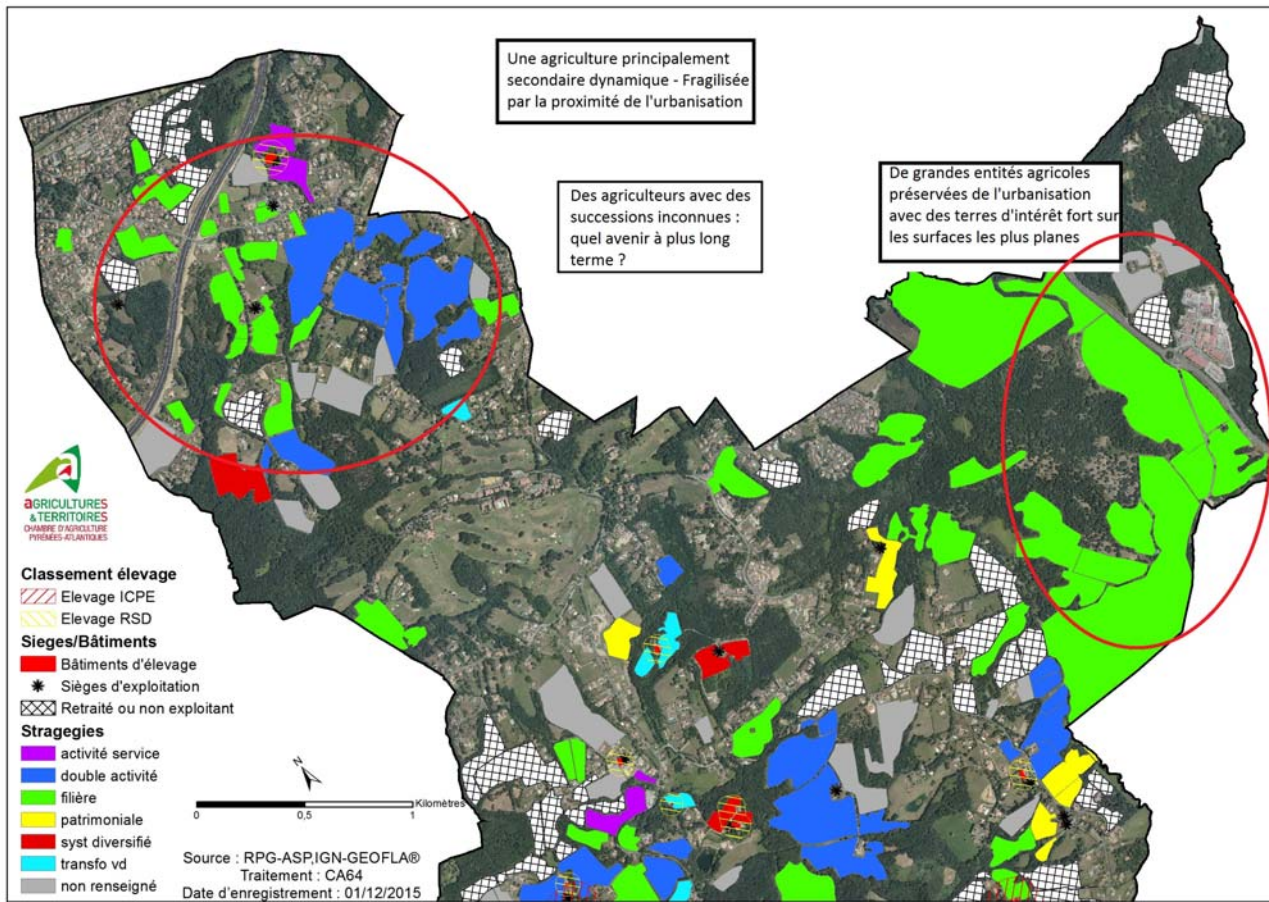 Une agriculture principalement
secondaire dynamique - Fragilisée
par la proximité de l'urbanisation
Des agriculteurs avec des
successions inconnues :
quel avenir à plus long
terme ?
De grandes entités agricoles
préservées de l'urbanisation
avec des terres d'intérêt fort sur
les surfaces les plus planes
aGRICULTUREs
& TERRITOIREs
CHAMBRE D'AGRICULTURE
PYRÉNÉES-ATLANTIQUES
Classement élevage
Elevage ICPE
Elevage RSD
Sieges/Bâtiments
Bâtiments d'élevage
Sièges d'exploitation
Retraité ou non exploitant
Stragegies
activité service
double activité
filière
patrimoniale
syst diversifié
transfo vd
non renseigné
N
Kilomètres
0 0,5 1
Source : RPG-ASP,IGN-GEOFLA®
Traitement : CA64
Date d'enregistrement : 01/12/2015